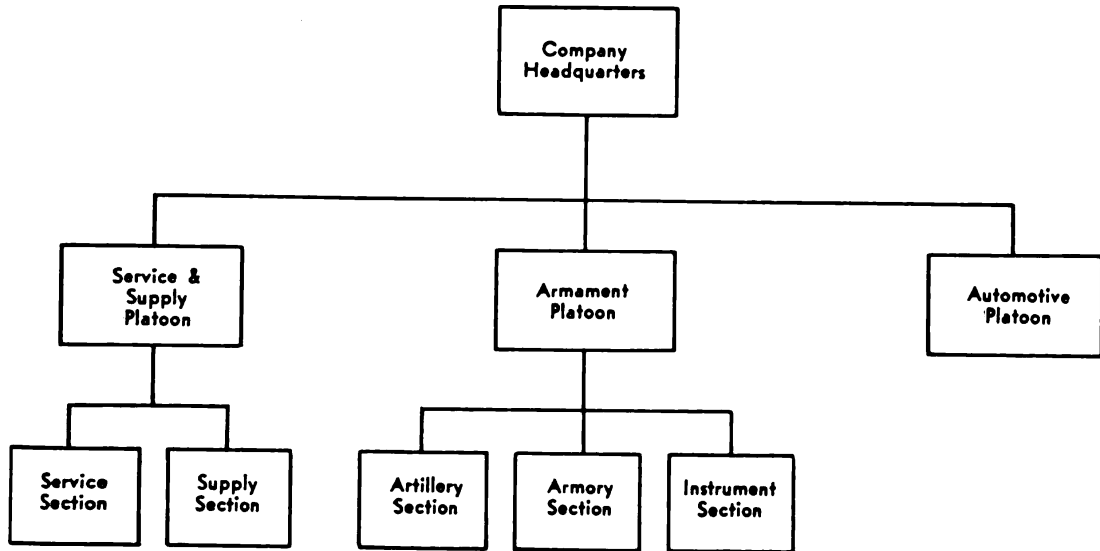 Company
Headquarters
Service &
Supply
Platoon
Armament
Platoon
Automotive
Platoon
Service
Section
Supply
Section
Artillery
Section
Armory
Section
Instrument
Section